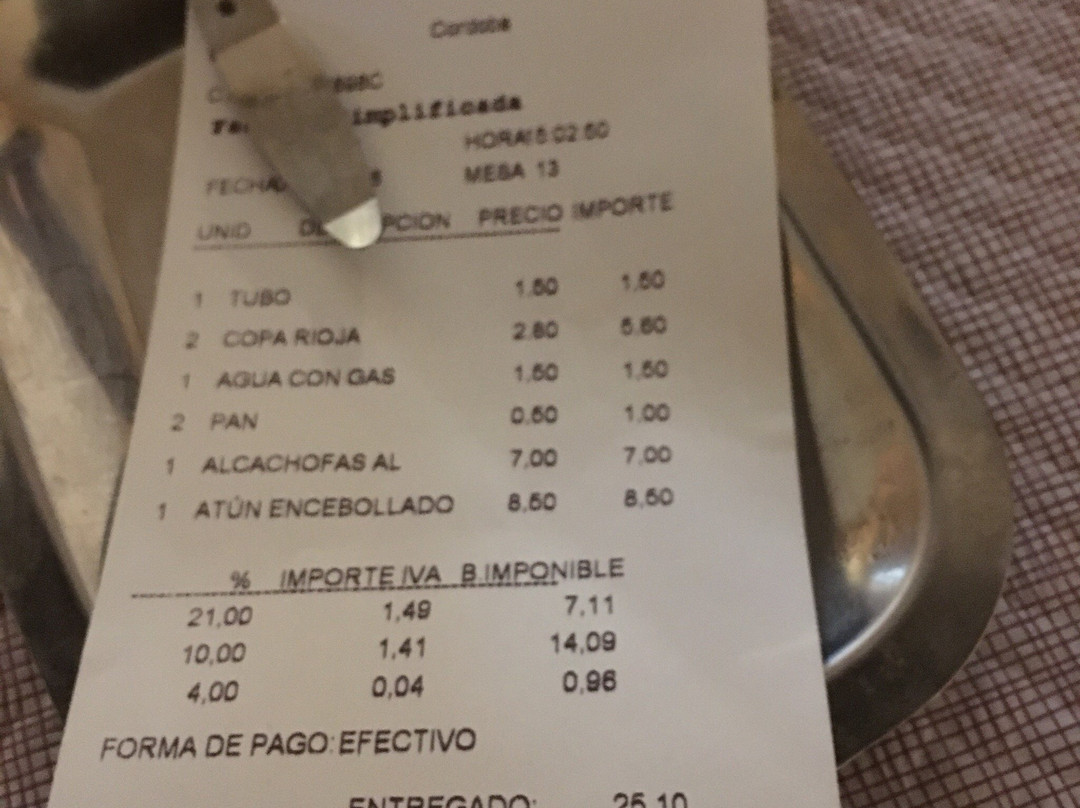 Cordoba
implificada
HORA15:02:50
FECHA
MESA 13
UNID PCION PRECIO IMPORTE
1 TUBO 1,50 1,50
2 COPA RIOJA 2.80 5.60
1 AGUA CON GAS 1,50 1,50
2 PAN 0.50 1.00
1 ALCACHOFAS AL 7,00 7.00
1 ATÚN ENCEBOLLADO 8,50 8,50
% IMPORTE IVA B.IMPONIBLE
21,00 1,49 7,11
10,00 1,41 14,09
4,00 0,04 0,96
FORMA DE PAGO:EFECTIVO
ENTREGADO: 25,10